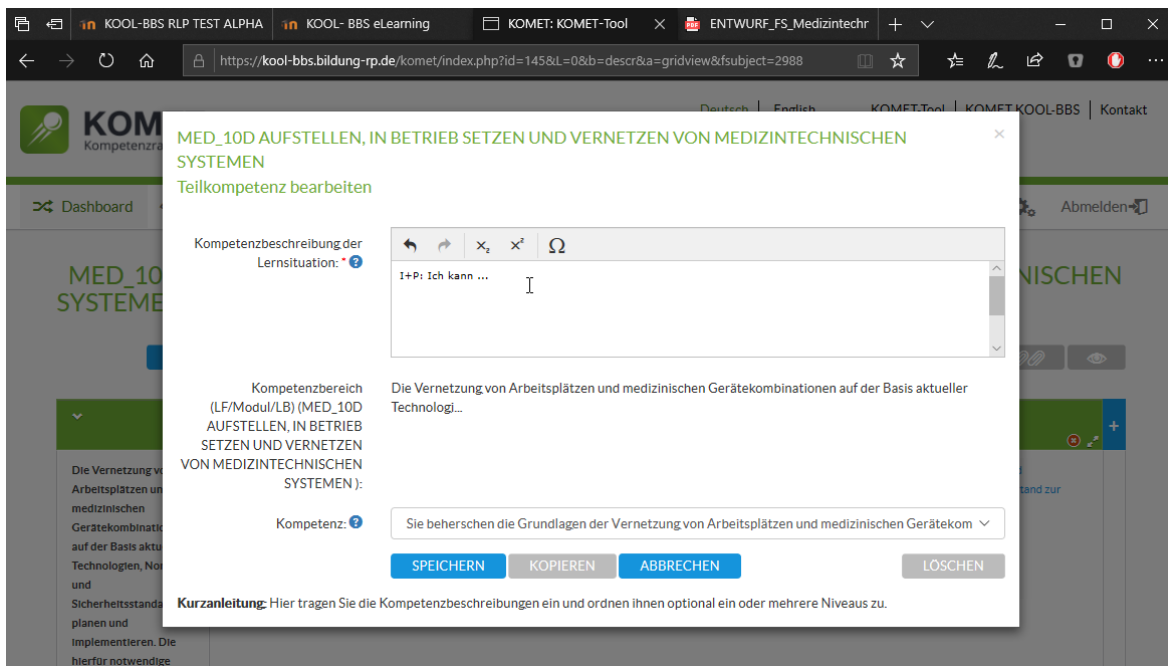 KOOL-BBS RLP TEST ALPHA KOOL- BBS eLearning KOMET: KOMET-Tool ENTWURF_FS_Medizintechr
https://kool-bbs.bildung-rp.de/komet/index.php?id=145&L=0&b=descr&a=gridview&fsubject=2988
Deutsch | English KOMET-Tool | KOMET KOOL-BBS | Kontakt
KOM
Kompetenzra
MED_10D AUFSTELLEN, IN BETRIEB SETZEN UND VERNETZEN VON MEDIZINTECHNISCHEN
SYSTEMEN
Teilkompetenz bearbeiten
Dashboard Abmelden
Kompetenzbeschreibung der
Lernsituation: *
x₂ x² Ω
I+P: Ich kann ...
MED_10 NISCHEN
SYSTEME
Kompetenzbereich
(LF/Modul/LB) (MED_10D
AUFSTELLEN, IN BETRIEB
SETZEN UND VERNETZEN
VON MEDIZINTECHNISCHEN
SYSTEMEN ):
Die Vernetzung von Arbeitsplätzen und medizinischen Gerätekombinationen auf der Basis aktueller
Technologi...
Kompetenz:
Sie beherschen die Grundlagen der Vernetzung von Arbeitsplätzen und medizinischen Gerätekom
SPEICHERN KOPIEREN ABBRECHEN LÖSCHEN
Kurzanleitung: Hier tragen Sie die Kompetenzbeschreibungen ein und ordnen ihnen optional ein oder mehrere Niveaus zu.
Die Vernetzung vo
Arbeitsplätzen un
medizinischen
Gerätekombinatio
auf der Basis aktu
Technologien, Nor
und
Sicherheitsstanda
planen und
implementieren. Die
hierfür notwendige
tand zur